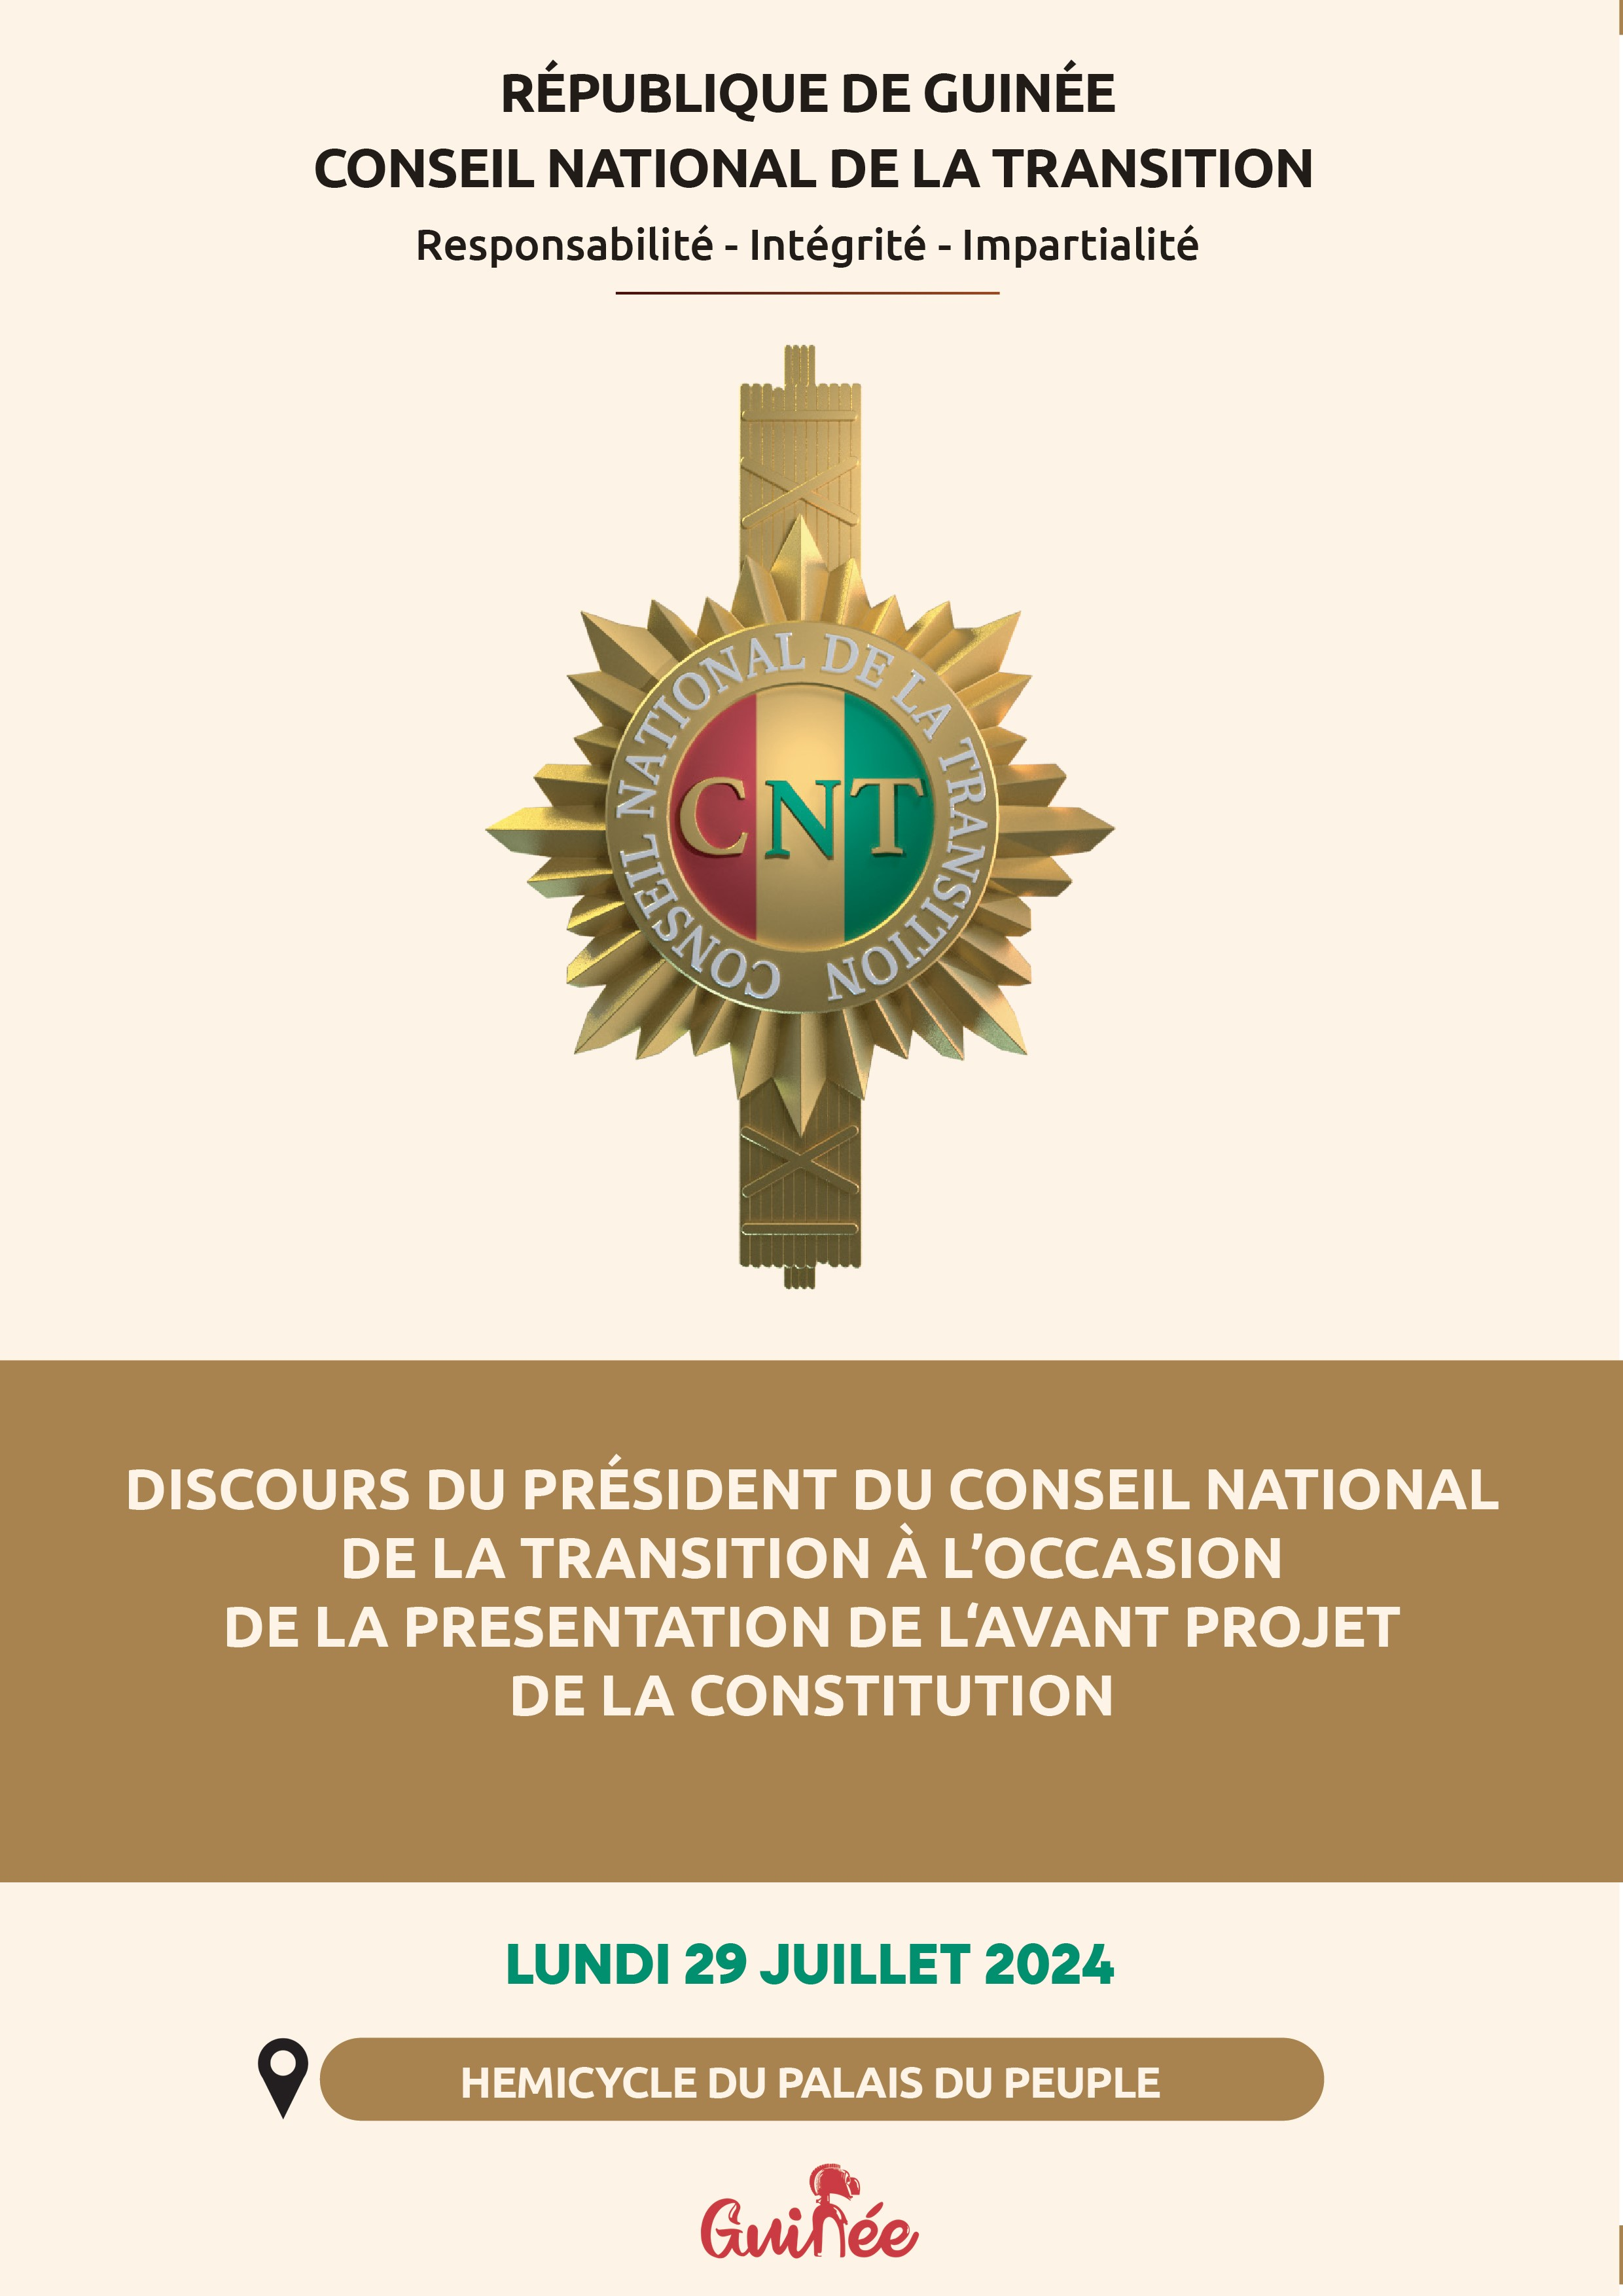 RÉPUBLIQUE DE GUINÉE
CONSEIL NATIONAL DE LA TRANSITION
Responsabilité - Intégrité - Impartialité
CONSEIL NATIONAL DE LA TRANSITION
CNT
DISCOURS DU PRÉSIDENT DU CONSEIL NATIONAL
DE LA TRANSITION À L’OCCASION
DE LA PRESENTATION DE L‘AVANT PROJET
DE LA CONSTITUTION
LUNDI 29 JUILLET 2024
HEMICYCLE DU PALAIS DU PEUPLE
Guinée